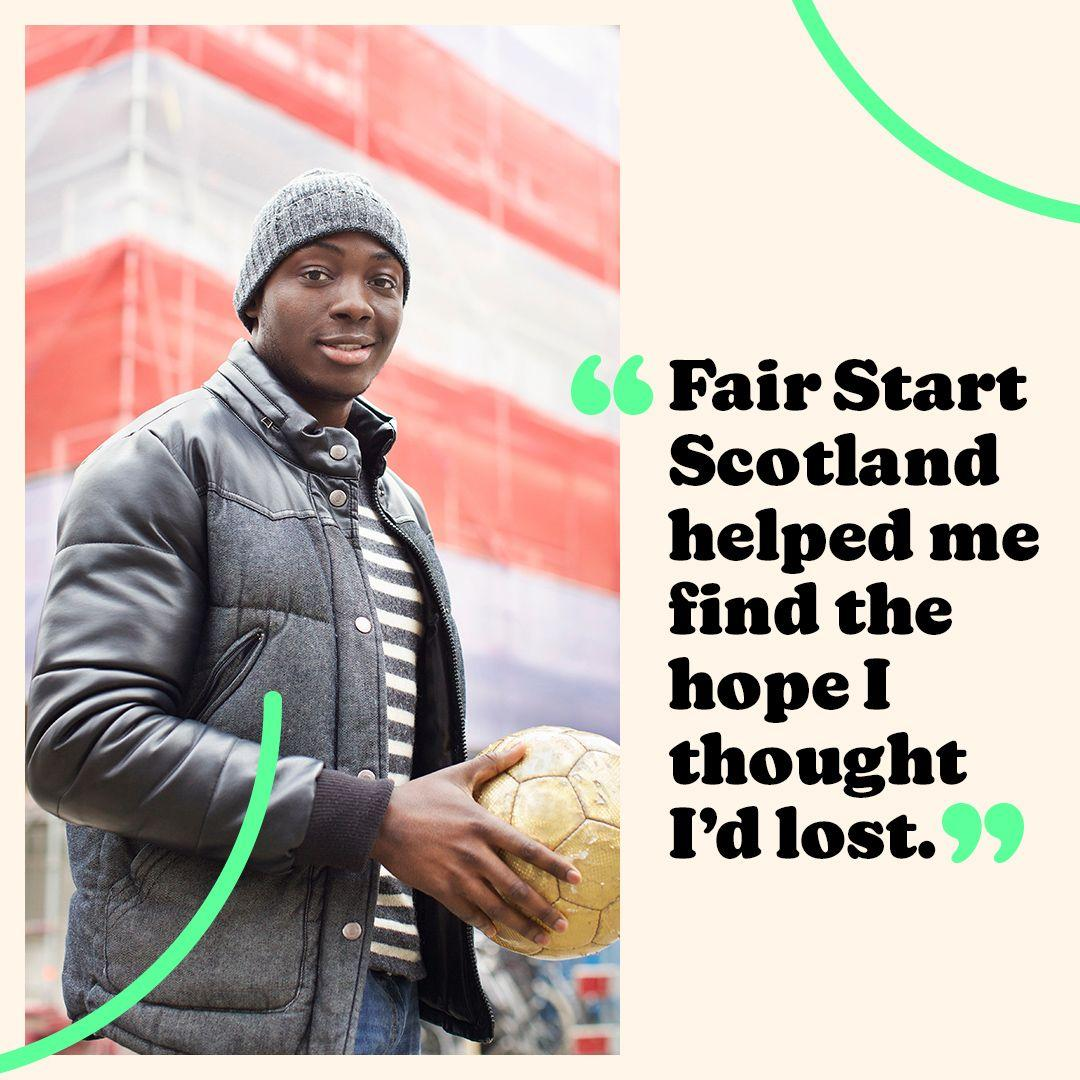 “Fair Start
Scotland
helped me
find the
hope I
thought
I’d lost.”